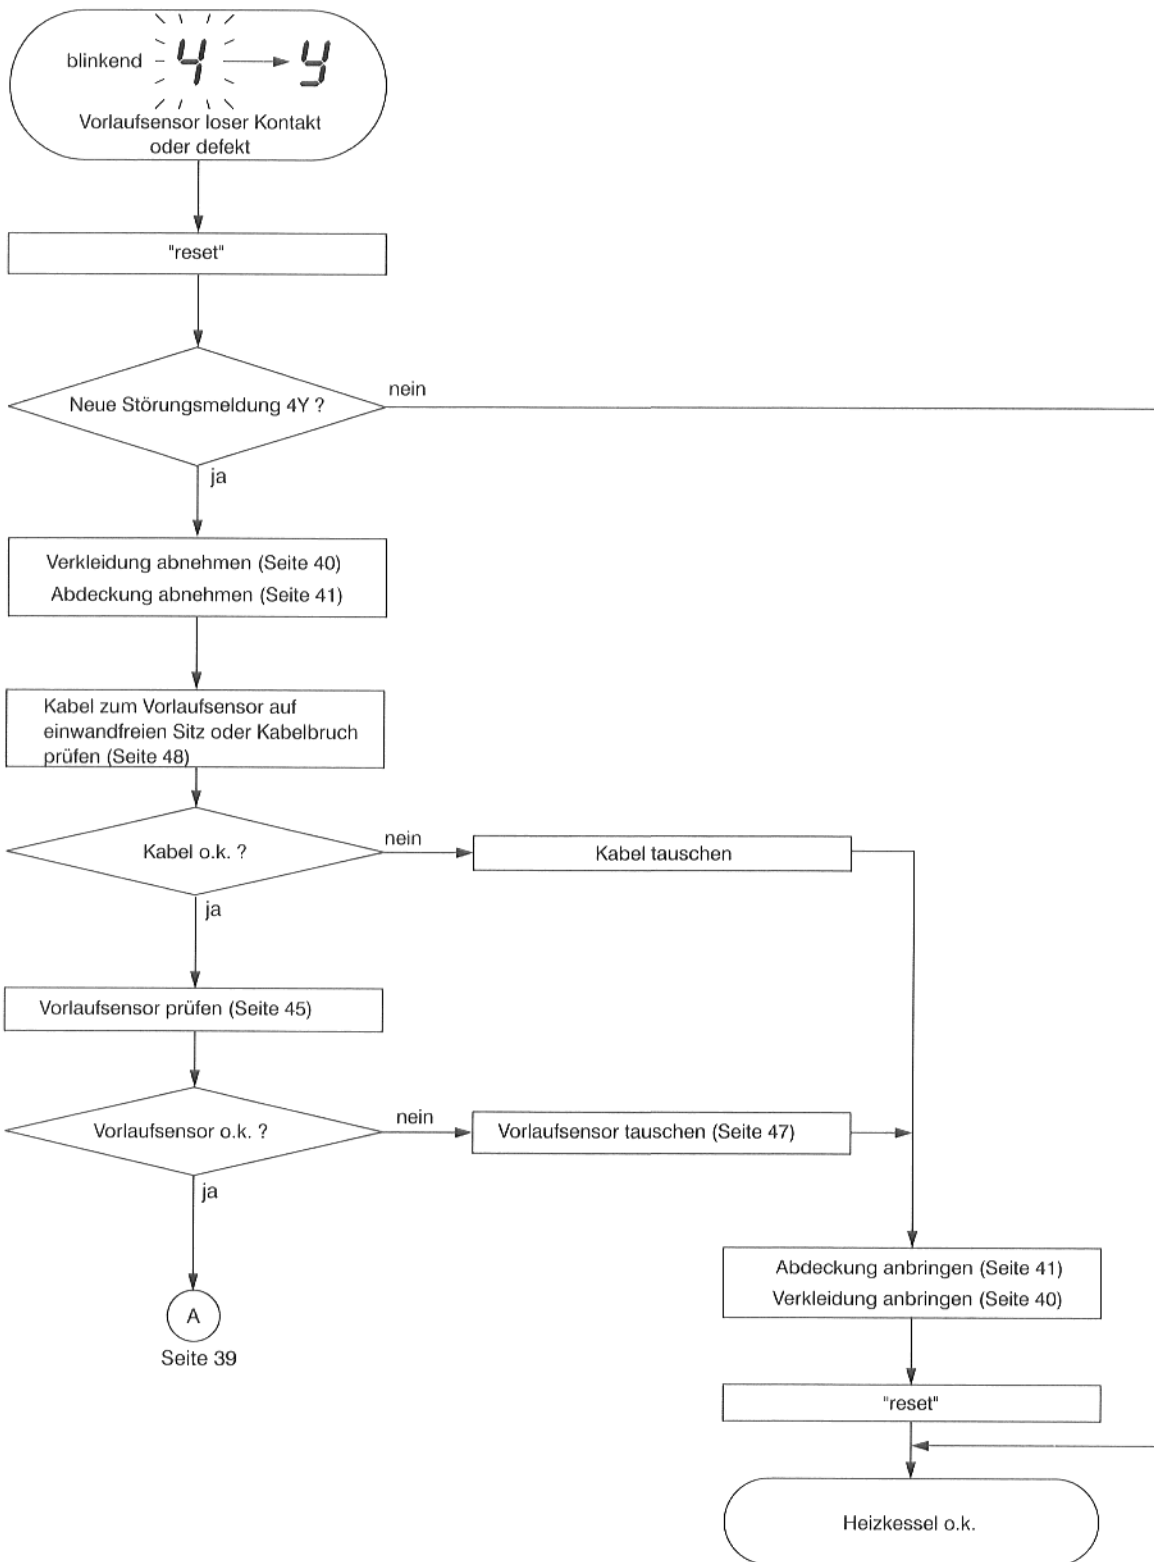 blinkend 4 Y
Vorlaufsensor loser Kontakt
oder defekt
"reset"
nein
Neue Störungsmeldung 4Y ?
ja
Verkleidung abnehmen (Seite 40)
Abdeckung abnehmen (Seite 41)
Kabel zum Vorlaufsensor auf
einwandfreien Sitz oder Kabelbruch
prüfen (Seite 48)
nein
Kabel o.k. ?
Kabel tauschen
ja
Vorlaufsensor prüfen (Seite 45)
nein
Vorlaufsensor o.k. ?
Vorlaufsensor tauschen (Seite 47)
ja
Abdeckung anbringen (Seite 41)
Verkleidung anbringen (Seite 40)
A
Seite 39
"reset"
Heizkessel o.k.